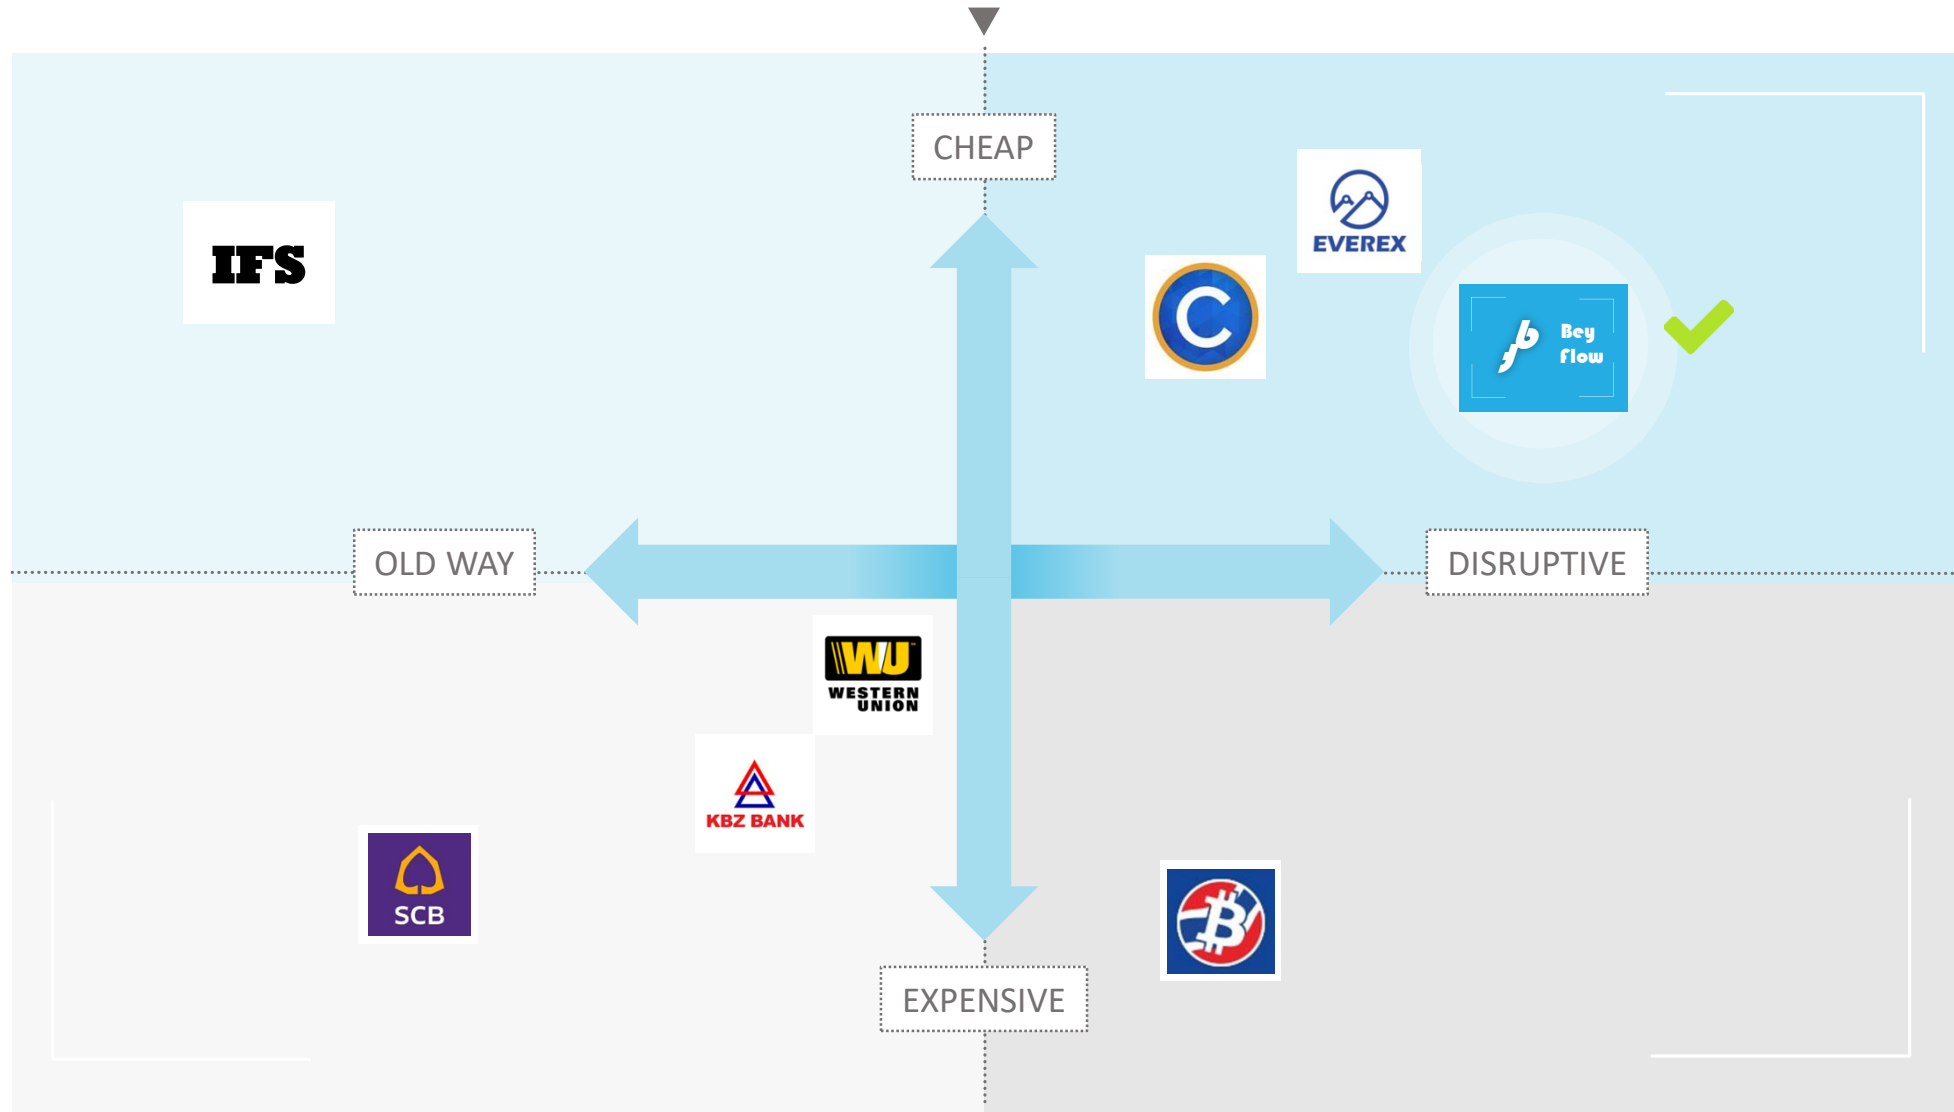 CHEAP
EVEREX
IFS
C
Bey
Flow
OLD WAY
DISRUPTIVE
WU
WESTERN
UNION
KBZ BANK
SCB
EXPENSIVE